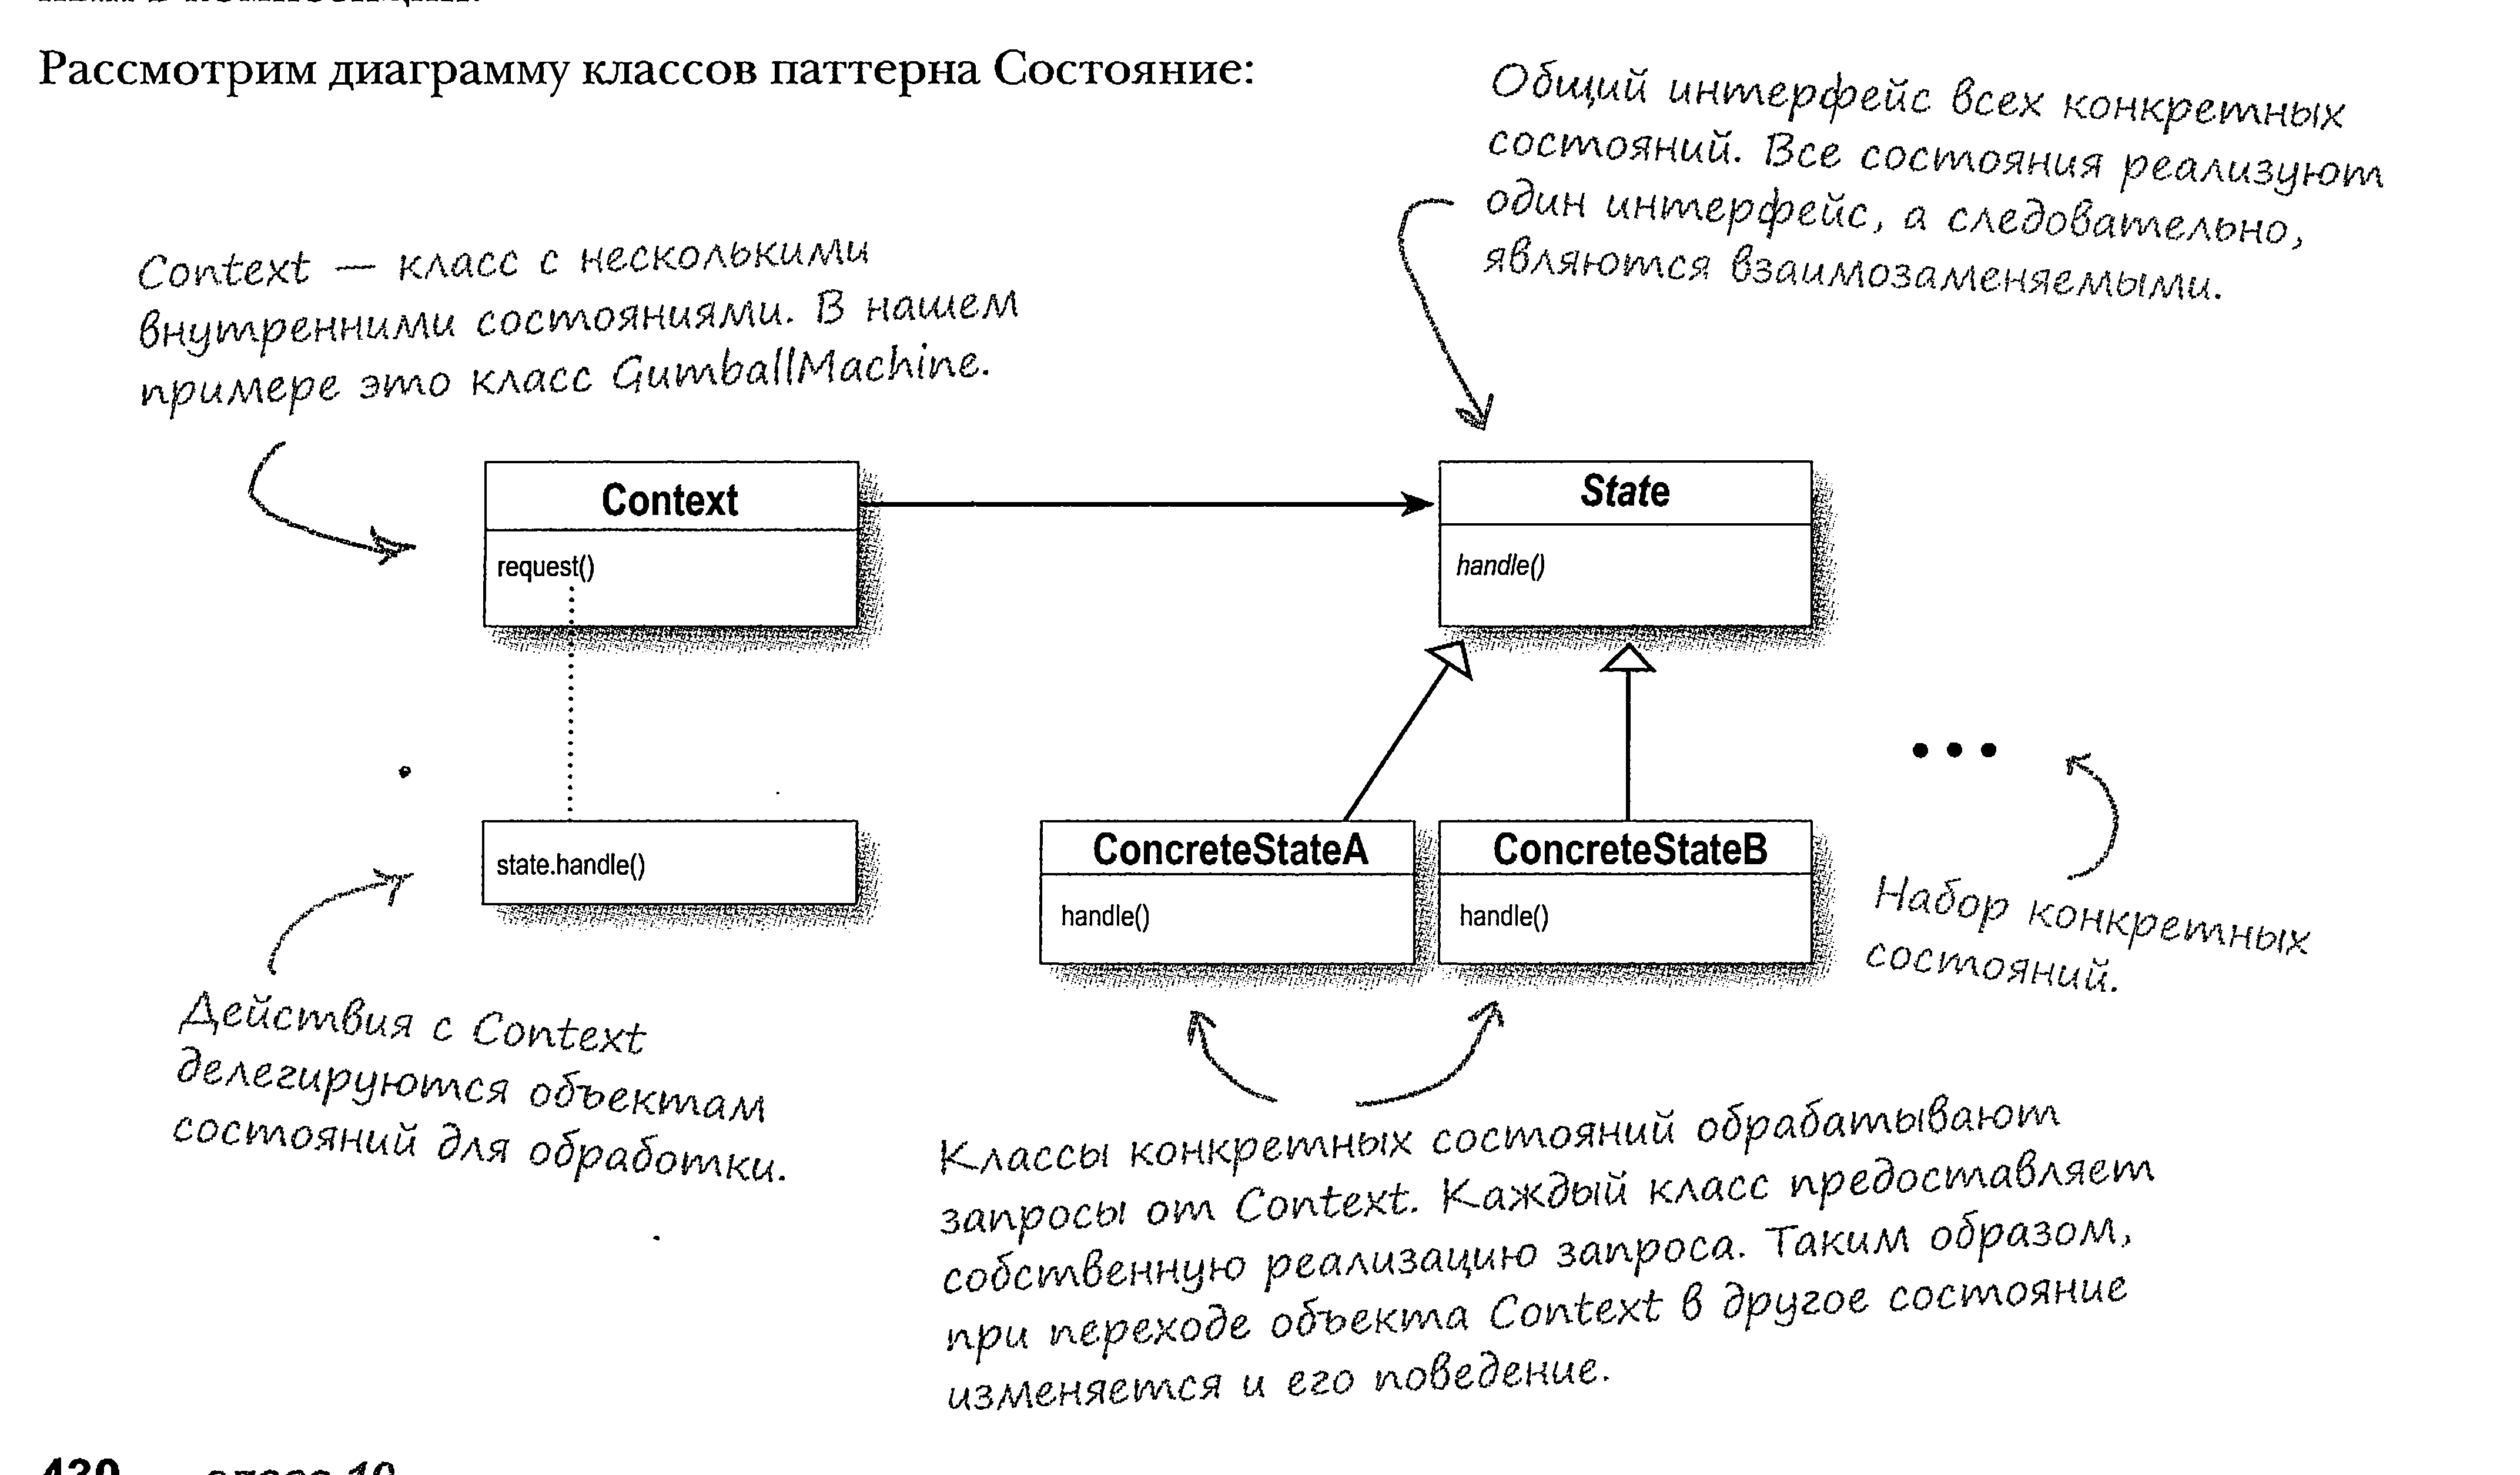 Рассмотрим диаграмму классов паттерна Состояние:
Общий интерфейс всех конкретных
состояний. Все состояния реализуют
один интерфейс, а следовательно,
являются взаимозаменяемыми.
Context — класс с несколькими
внутренними состояниями. В нашем
примере это класс GumballMachine.
Context
request()
State
handle()
state.handle()
ConcreteStateA
handle()
ConcreteStateB
handle()
...
Набор конкретных
состояний.
Действия с Context
делегируются объектам
состояний для обработки.
Классы конкретных состояний обрабатывают
запросы от Context. Каждый класс предоставляет
собственную реализацию запроса. Таким образом,
при переходе объекта Context в другое состояние
изменяется и его поведение.
430 глава 10